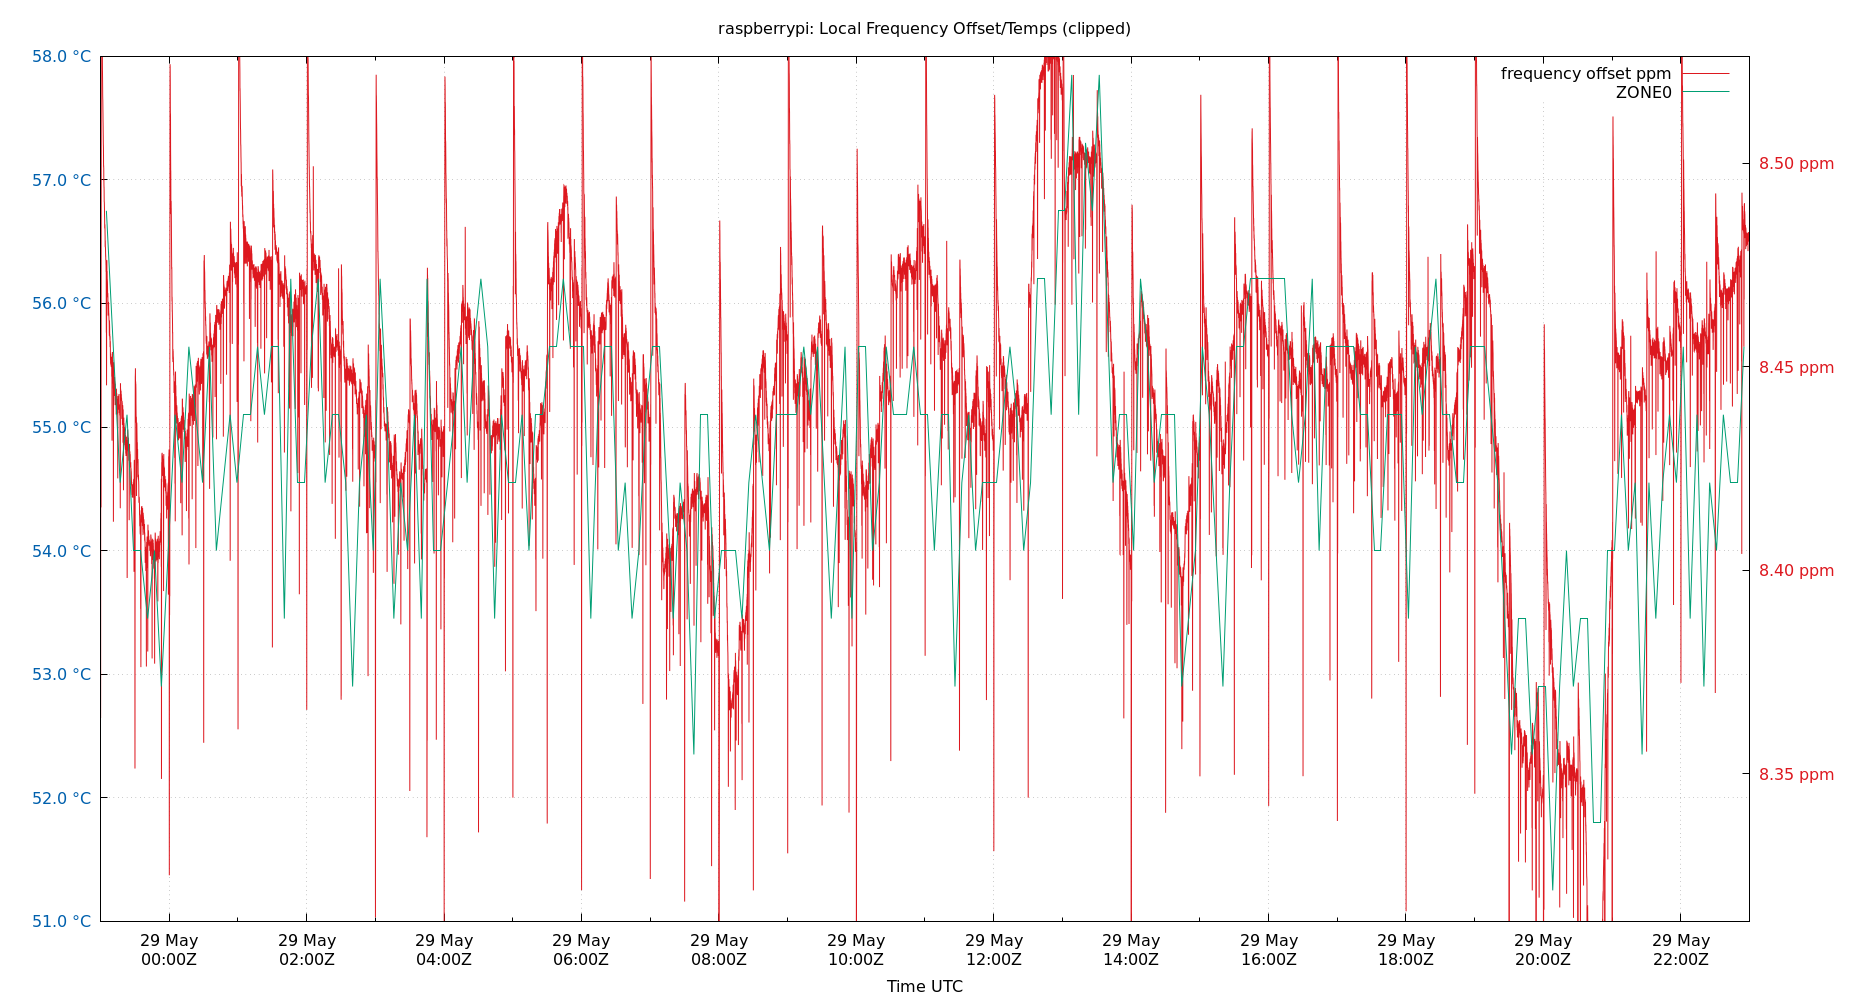 raspberrypi: Local Frequency Offset/Temps (clipped)
58.0 °C
57.0 °C
56.0 °C
55.0 °C
54.0 °C
53.0 °C
52.0 °C
51.0 °C
frequency offset ppm
ZONE0
8.50 ppm
8.45 ppm
8.40 ppm
8.35 ppm
29 May 29 May 29 May 29 May 29 May 29 May 29 May 29 May 29 May 29 May 29 May 29 May
00:00Z 02:00Z 04:00Z 06:00Z 08:00Z 10:00Z 12:00Z 14:00Z 16:00Z 18:00Z 20:00Z 22:00Z
Time UTC